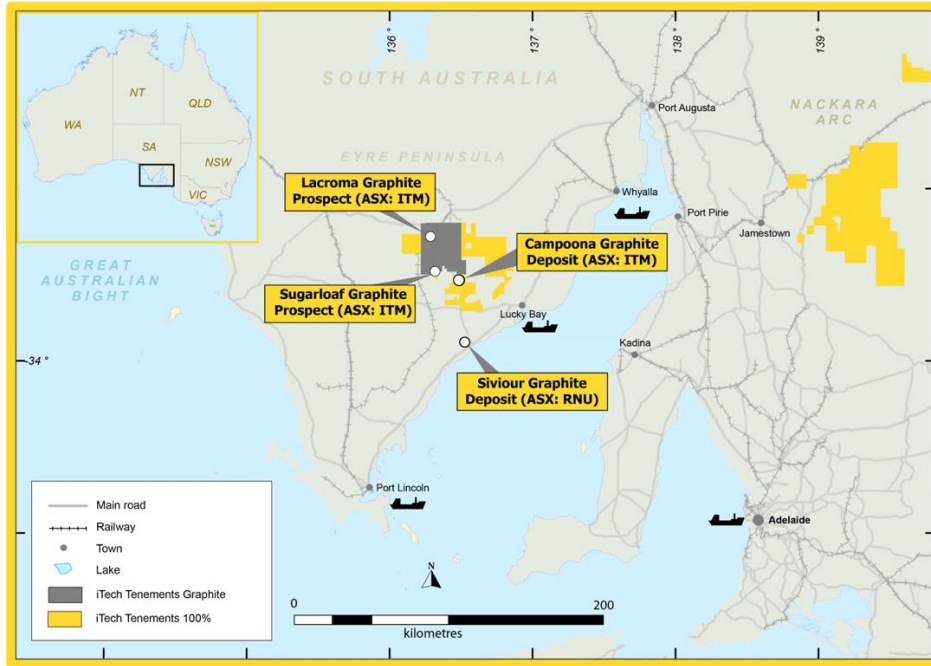 136
137
138
139
-34 °
NT
QLD
WA
SA
NSW
VIC
TAS
SOUTH AUSTRALIA
NACKARA
ARC
EYRE PENINSULA
GREAT
AUSTRALIAN
BIGHT
Port Augusta
Whyalla
Port Pirie
Jamestown
Lacroma Graphite
Prospect (ASX: ITM)
Campoona Graphite
Deposit (ASX: ITM)
Sugarloaf Graphite
Prospect (ASX: ITM)
Lucky Bay
Kadina
Siviour Graphite
Deposit (ASX: RNU)
Port Lincoln
Adelaide
Main road
Railway
Town
Lake
iTech Tenements Graphite
iTech Tenements 100%
N
0
200
kilometres